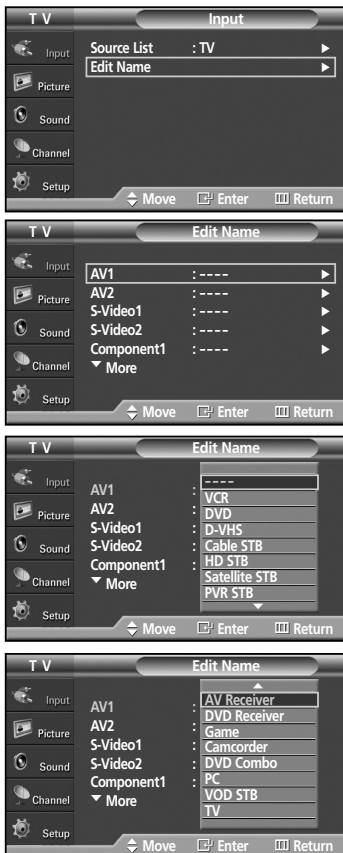 T V Input
Input Source List : TV
Edit Name
Picture
Sound
Channel
Setup
Move Enter Return
T V Edit Name
Input
AV1 : ----
Picture AV2 : ----
S-Video1 : ----
Sound S-Video2 : ----
Component1 : ----
Channel More
Setup
Move Enter Return
T V Edit Name
Input
AV1 : ----
VCR
Picture AV2 : DVD
S-Video1 : D-VHS
Sound S-Video2 : Cable STB
Component1 : HD STB
Channel More Satellite STB
PVR STB
Setup
Move Enter Return
T V Edit Name
Input
AV1 : AV Receiver
DVD Receiver
Picture AV2 : Game
S-Video1 : Camcorder
Sound S-Video2 : DVD Combo
Component1 : PC
Channel More VOD STB
TV
Setup
Move Enter Return